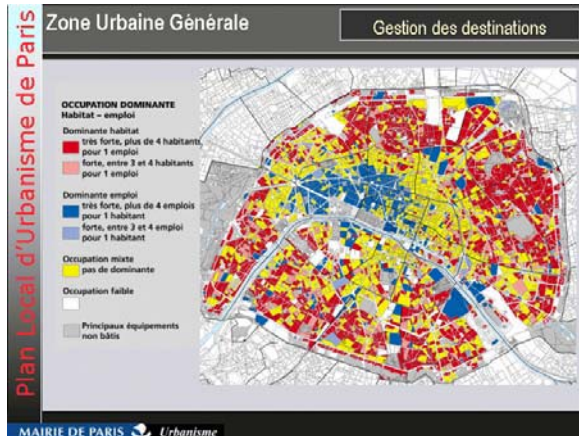 Plan Local d'Urbanisme de Paris
Zone Urbaine Générale
Gestion des destinations
OCCUPATION DOMINANTE
Habitat – emploi
Dominante habitat
très forte, plus de 4 habitants
pour 1 emploi
forte, entre 3 et 4 habitants
pour 1 emploi
Dominante emploi
très forte, plus de 4 emplois
pour 1 habitant
forte, entre 3 et 4 emploi
pour 1 habitant
Occupation mixte
pas de dominante
Occupation faible
Principaux équipements
non bâtis
MAIRIE DE PARIS Urbanisme